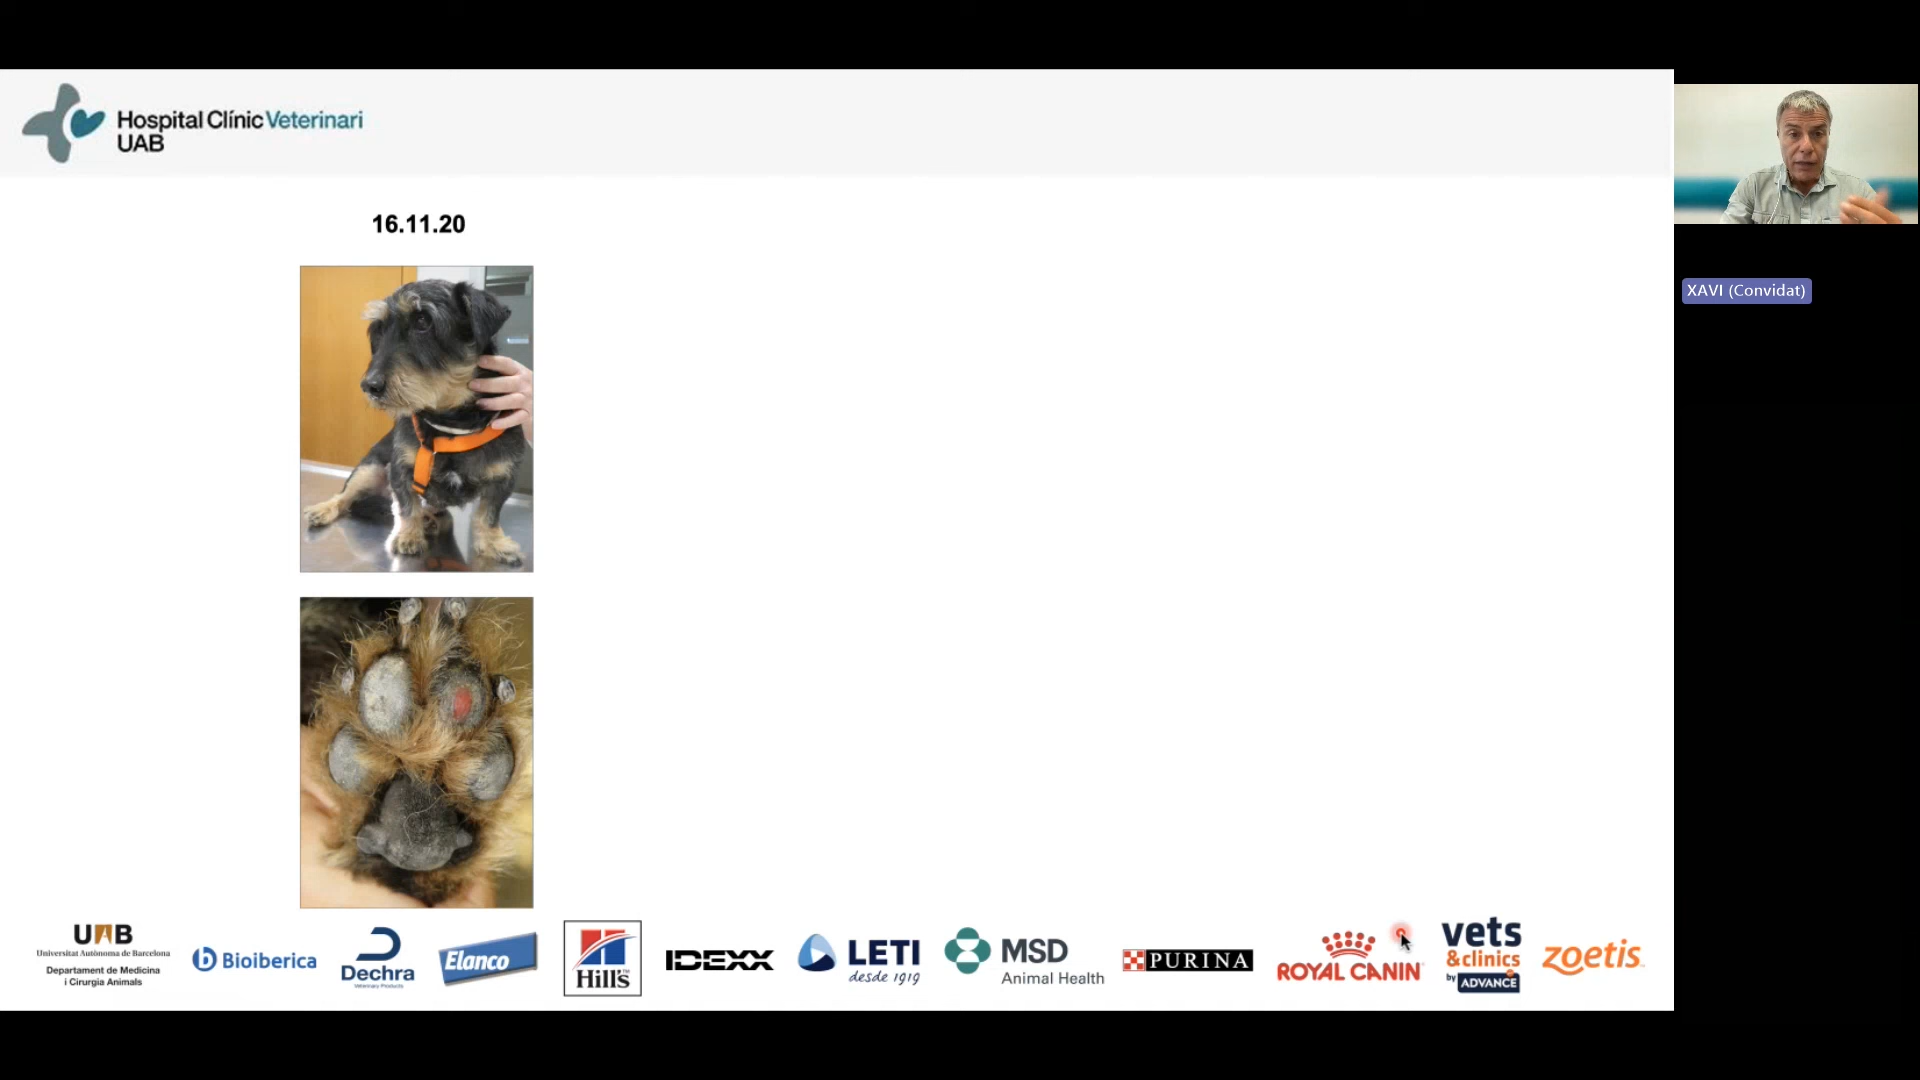 Hospital Clínic Veterinari
UAB
16.11.20
XAVI (Convidat)
UAB
Universitat Autònoma de Barcelona
Departament de Medicina
i Cirurgia Animals
b Bioiberica
Dechra
Veterinary Products
Elanco
Hill's
IDEXX
LETI
desde 1919
MSD
Animal Health
PURINA
ROYAL CANIN
vets
&clinics
by ADVANCE
zoetis